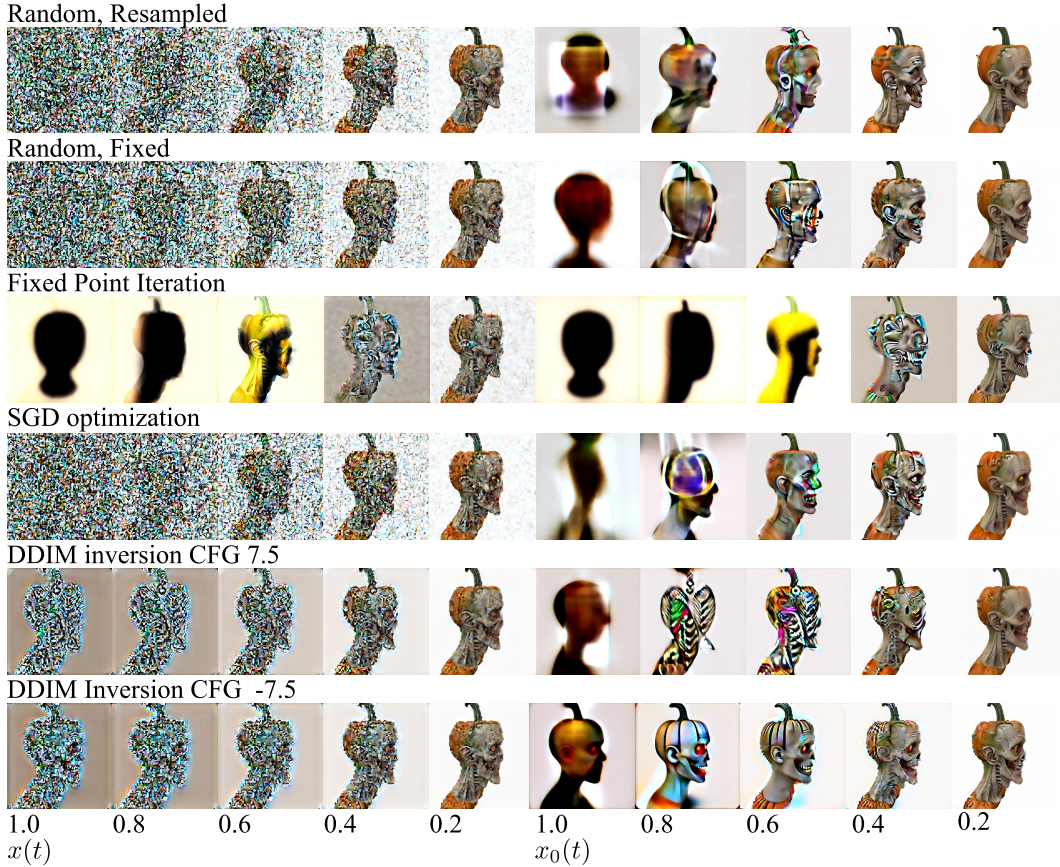 Random, Resampled
Random, Fixed
Fixed Point Iteration
SGD optimization
DDIM inversion CFG 7.5
DDIM Inversion CFG -7.5
1.0 0.8 0.6 0.4 0.2 1.0 0.8 0.6 0.4 0.2
x(t) x₀(t)